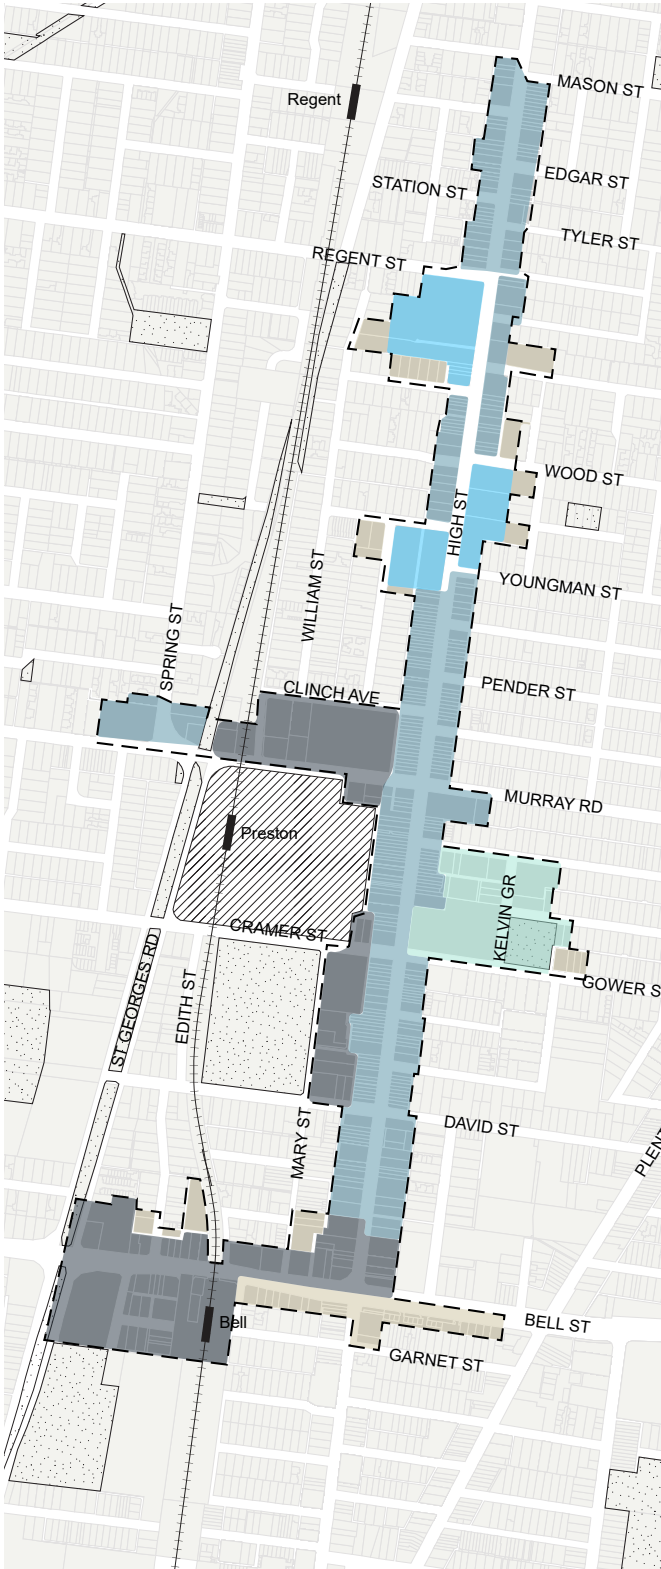 MASON ST
Regent
EDGAR ST
STATION ST
TYLER ST
REGENT ST
WOOD ST
HIGH ST
YOUNGMAN ST
WILLIAM ST
SPRING ST
CLINCH AVE
PENDER ST
MURRAY RD
Preston
KELVIN GR
CRAMER ST
GOWER S
ST GEORGES RD
EDITH ST
DAVID ST
MARY ST
PLENT
BELL ST
Bell
GARNET ST